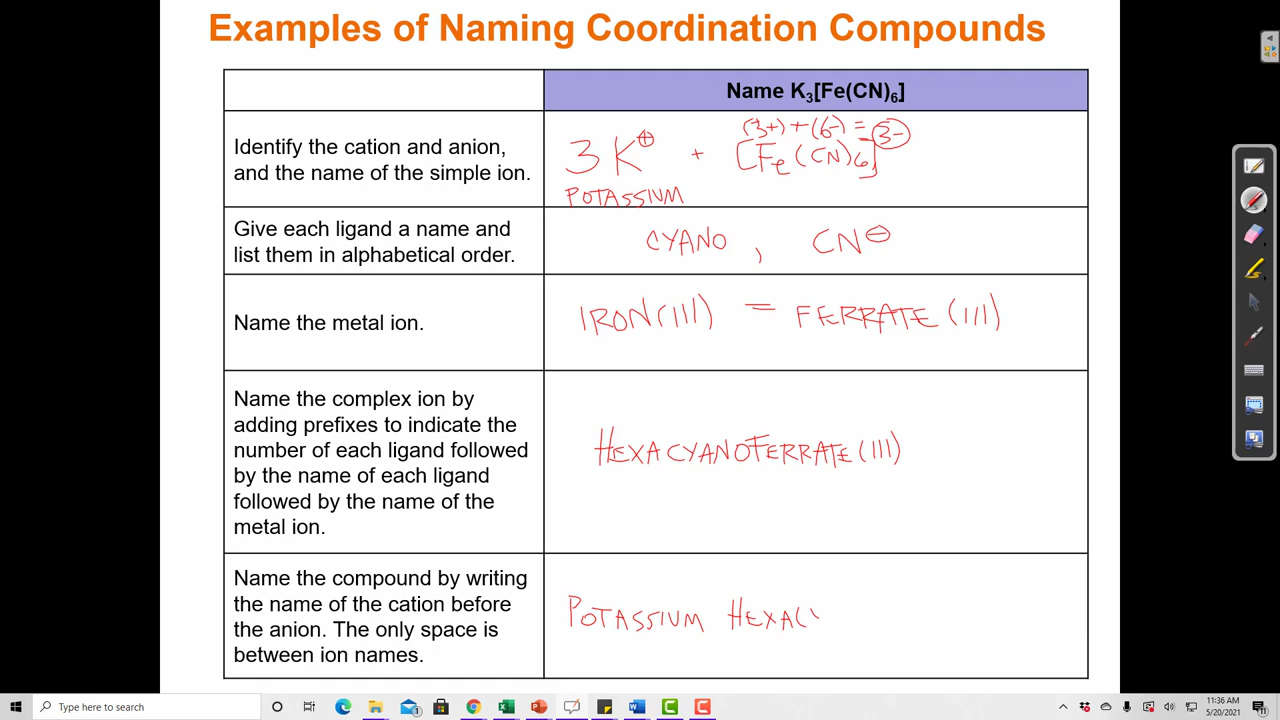 Examples of Naming Coordination Compounds
Name K₃[Fe(CN)₆]
Identify the cation and anion,
and the name of the simple ion.
(3+) + (6-) =
3 K⊕ + [Fe(CN)6] 3-
POTASSIUM
Give each ligand a name and
list them in alphabetical order.
CYANO , CN⊖
Name the metal ion.
IRON(III) = FERRATE (III)
Name the complex ion by
adding prefixes to indicate the
number of each ligand followed
by the name of each ligand
followed by the name of the
metal ion.
HEXACYANOFERRATE(III)
Name the compound by writing
the name of the cation before
the anion. The only space is
between ion names.
POTASSIUM HEXAC
Type here to search
11:36 AM
5/20/2021